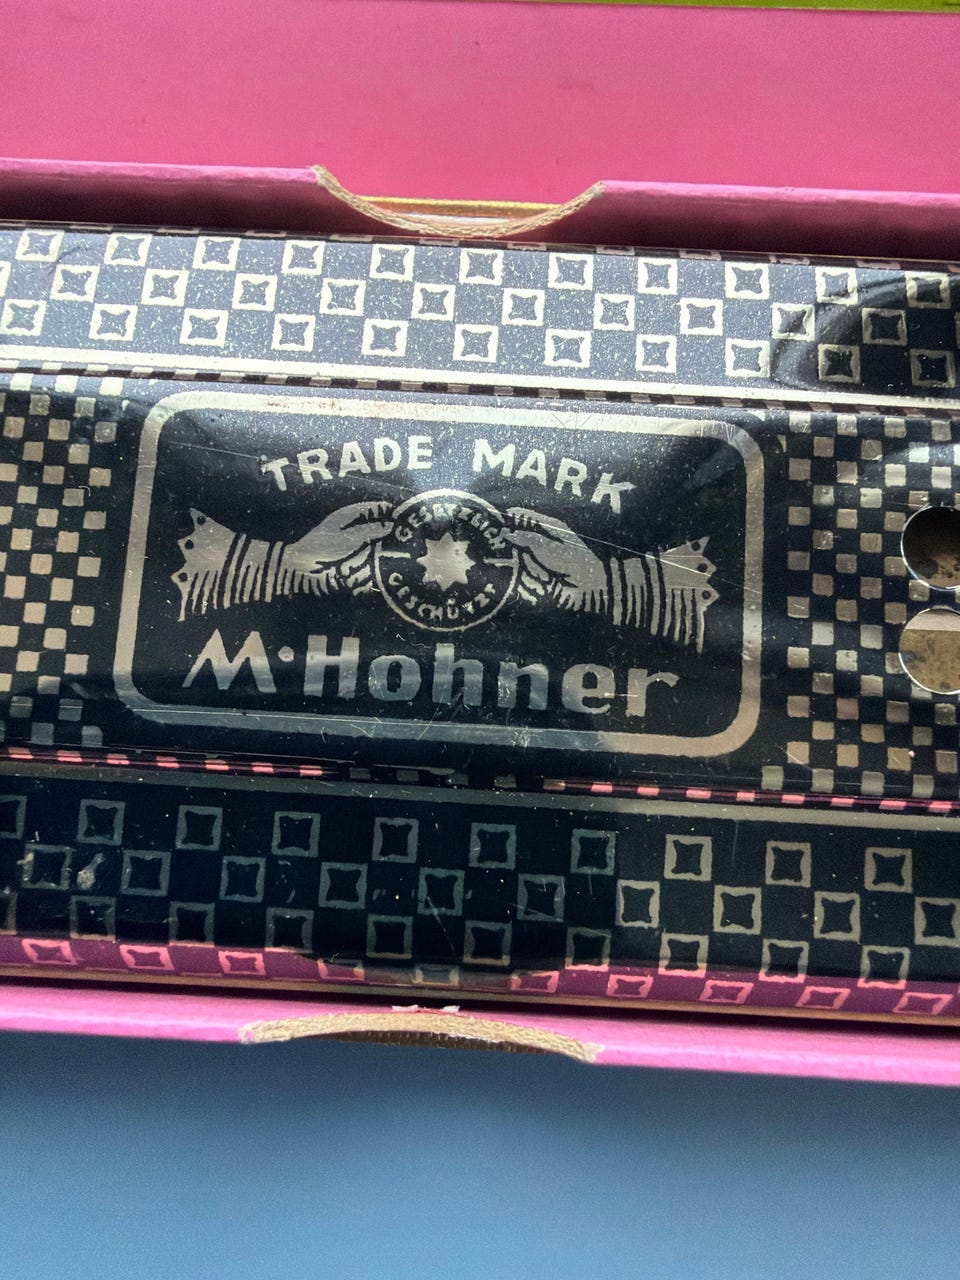 TRADE MARK
GESETZLICH
GESCHÜTZT
M·Hohner